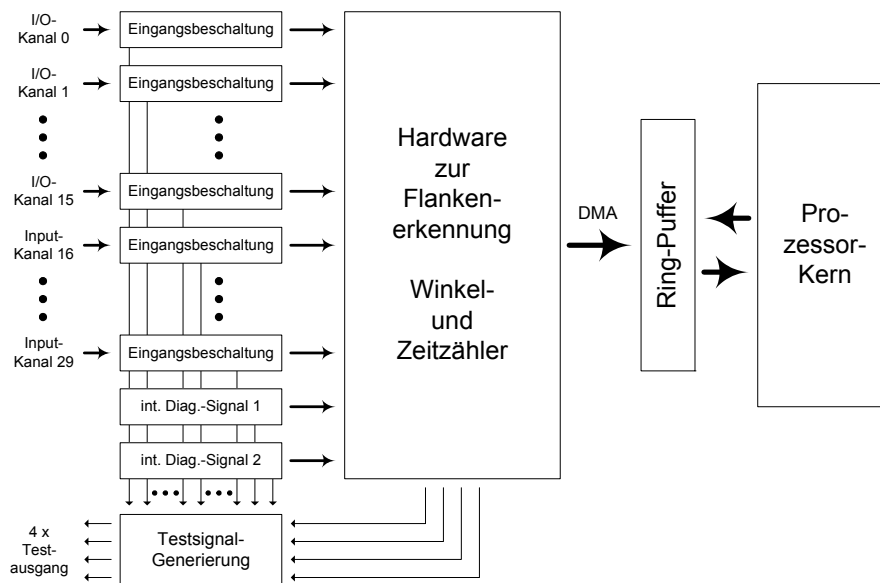 I/O-
Kanal 0
Eingangsbeschaltung
I/O-
Kanal 1
Eingangsbeschaltung
I/O-
Kanal 15
Eingangsbeschaltung
Input-
Kanal 16
Eingangsbeschaltung
Input-
Kanal 29
Eingangsbeschaltung
int. Diag.-Signal 1
int. Diag.-Signal 2
4 x
Test-
ausgang
Testsignal-
Generierung
Hardware
zur
Flanken-
erkennung
Winkel-
und
Zeitzähler
DMA
Ring-Puffer
Pro-
zessor-
Kern